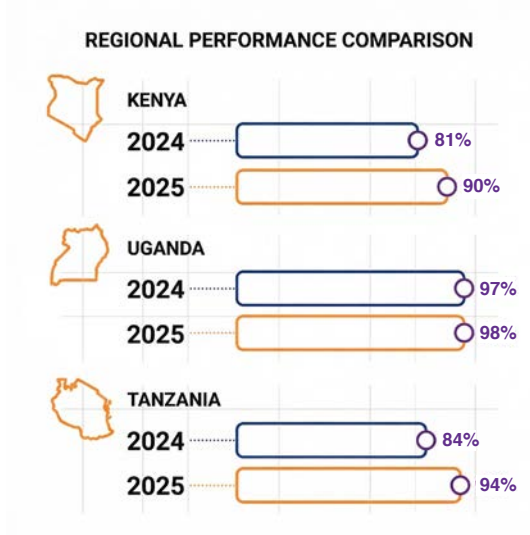 REGIONAL PERFORMANCE COMPARISON
KENYA
2024 81%
2025 90%
UGANDA
2024 97%
2025 98%
TANZANIA
2024 84%
2025 94%